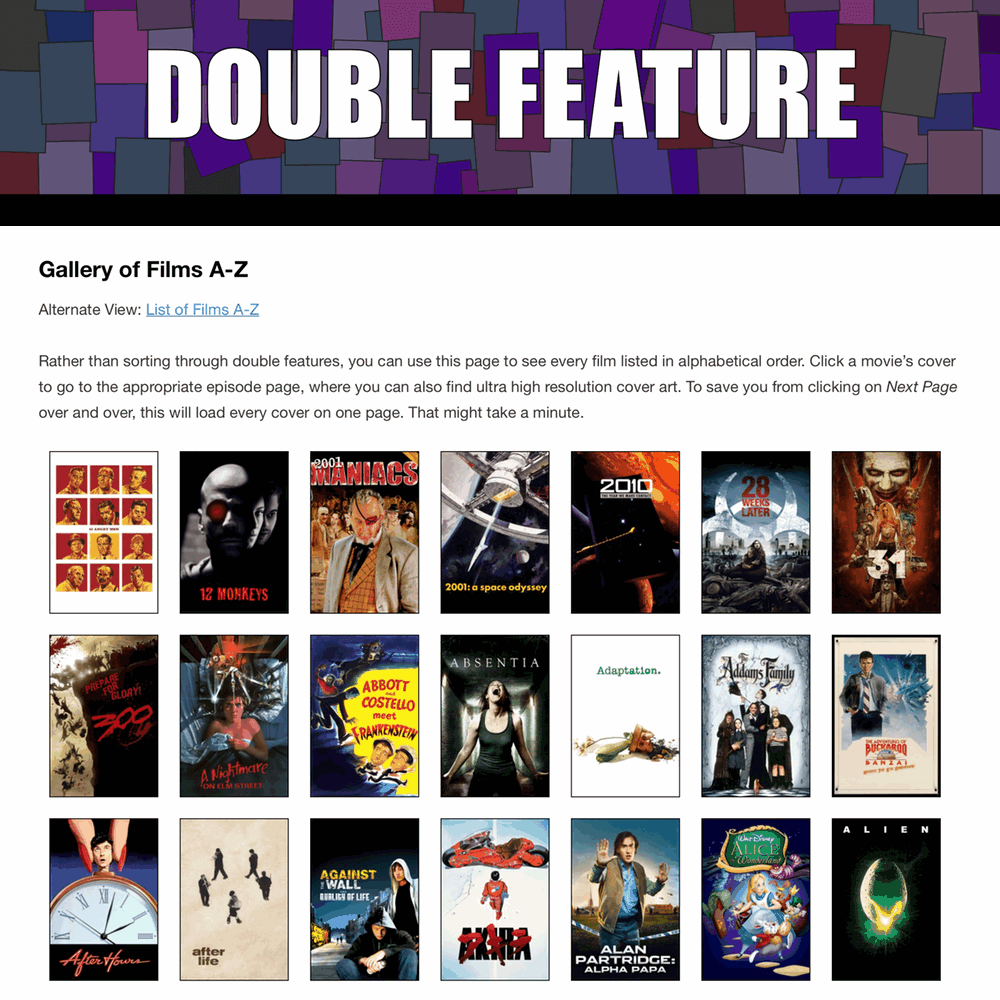 DOUBLE FEATURE
Gallery of Films A-Z
Alternate View: List of Films A-Z
Rather than sorting through double features, you can use this page to see every film listed in alphabetical order. Click a movie’s cover
to go to the appropriate episode page, where you can also find ultra high resolution cover art. To save you from clicking on Next Page
over and over, this will load every cover on one page. That might take a minute.
12 ANGRY MEN
12 MONKEYS
2001
MANIACS
2001: a space odyssey
2010
THE YEAR WE MAKE CONTACT
28
WEEKS
LATER
31
PREPARE
FOR
GLORY!
300
A Nightmare
ON ELM STREET
ABBOTT
and
COSTELLO
meet
FRANKENSTEIN
ABSENTIA
Adaptation.
Addams Family
THE ADVENTURES OF
BUCKAROO
BANZAI
After Hours
after
life
AGAINST
THE WALL
QUALITY OF LIFE
AKIRA
ALAN
PARTRIDGE:
ALPHA PAPA
Walt Disney
ALICE
in Wonderland
ALIEN